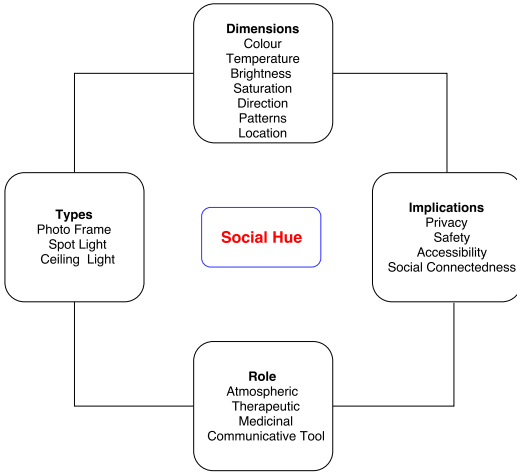 Dimensions
Colour
Temperature
Brightness
Saturation
Direction
Patterns
Location
Types
Photo Frame
Spot Light
Ceiling Light
Social Hue
Implications
Privacy
Safety
Accessibility
Social Connectedness
Role
Atmospheric
Therapeutic
Medicinal
Communicative Tool